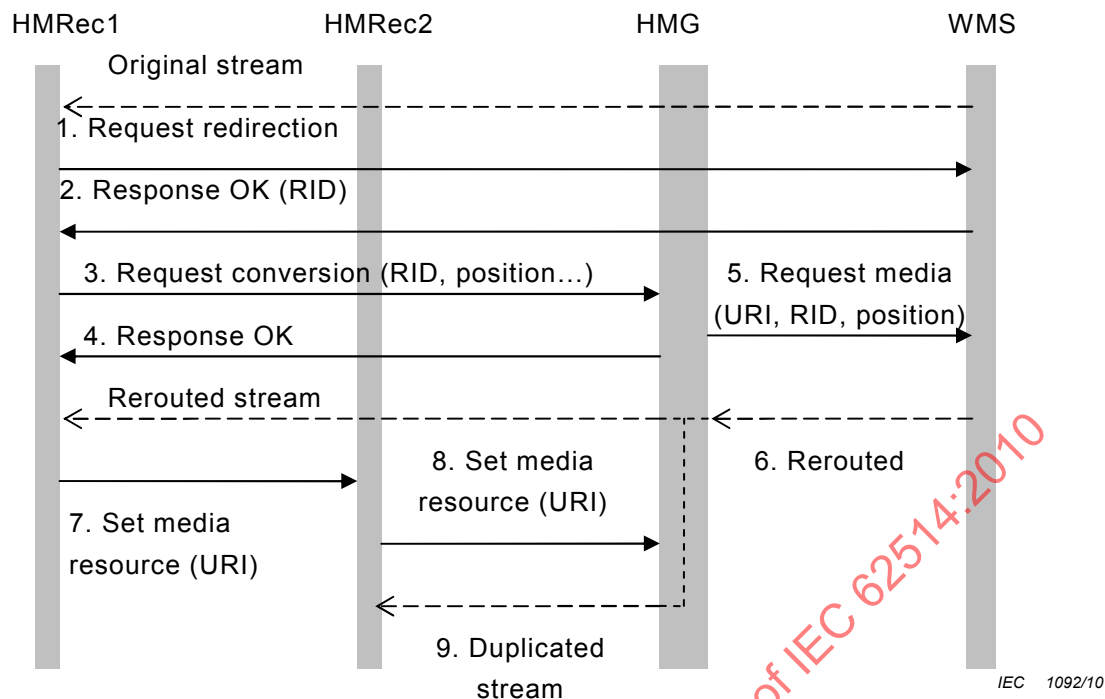 HMRec1 HMRec2 HMG WMS
Original stream
1. Request redirection
2. Response OK (RID)
3. Request conversion (RID, position…)
5. Request media
(URI, RID, position)
4. Response OK
Rerouted stream
8. Set media
resource (URI)
6. Rerouted
7. Set media
resource (URI)
9. Duplicated
stream
of IEC 62514:2010
IEC 1092/10